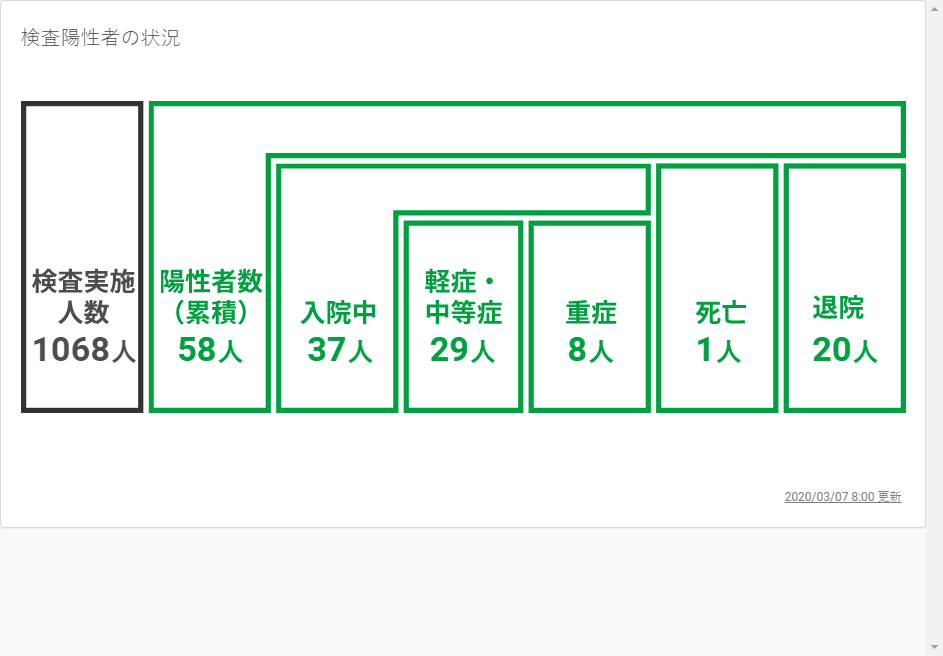 検査陽性者の状況
検査実施
人数
1068人
陽性者数
（累積）
58人
入院中
37人
軽症・
中等症
29人
重症
8人
死亡
1人
退院
20人
2020/03/07 8:00 更新